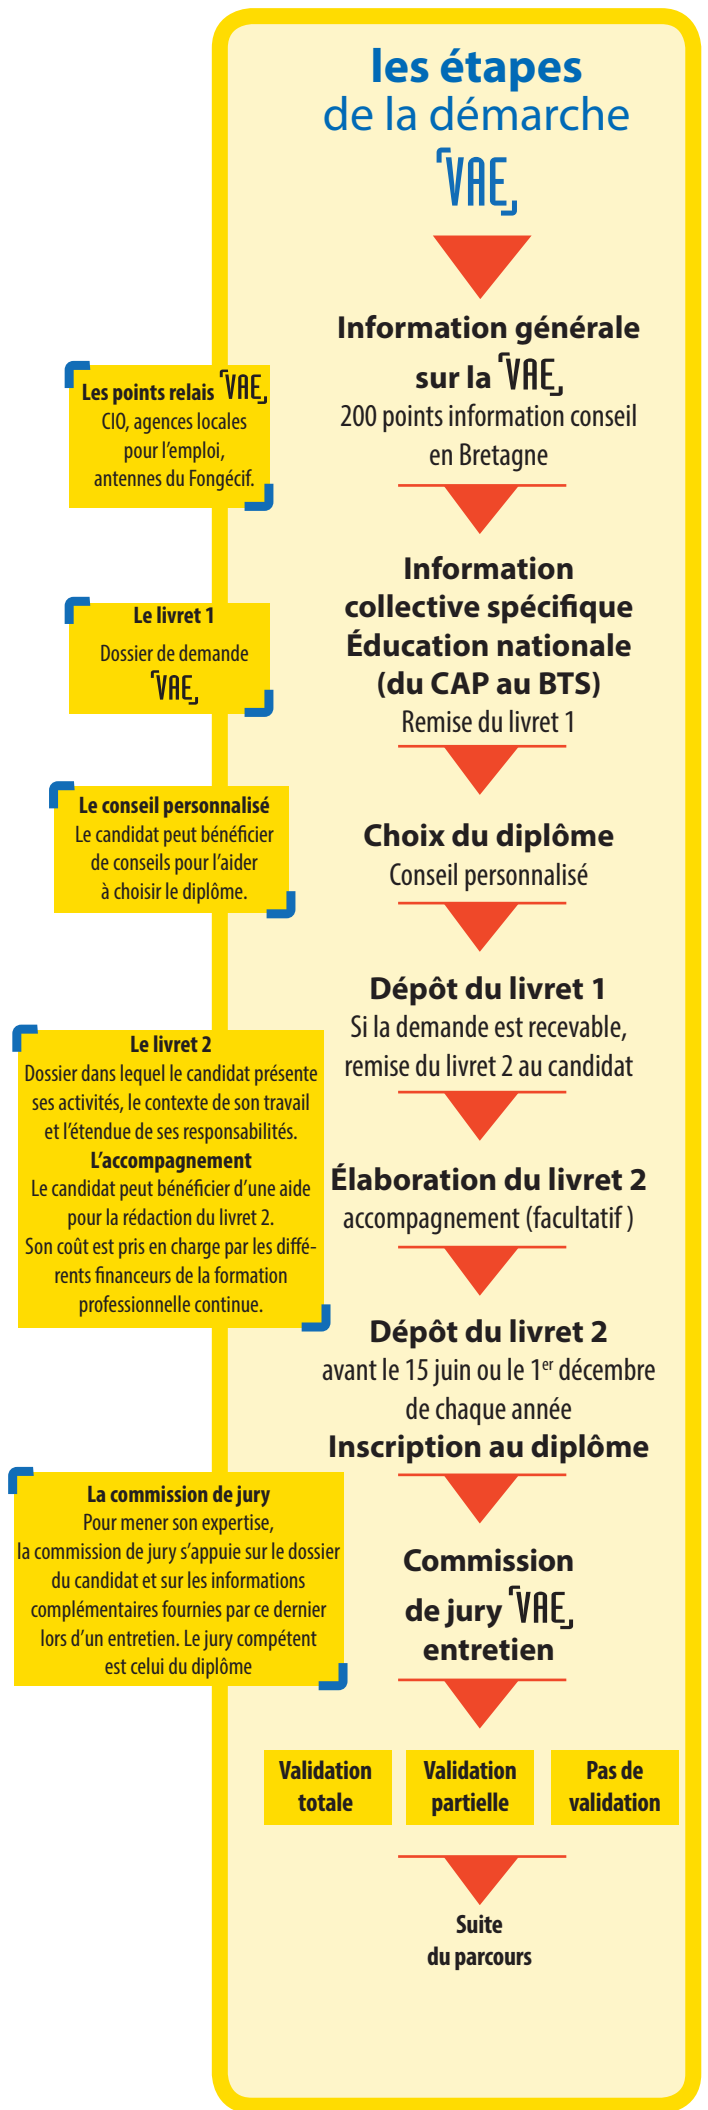 les étapes
de la démarche
VAE
Information générale
sur la VAE
200 points information conseil
en Bretagne
Les points relais VAE
CIO, agences locales
pour l'emploi,
antennes du Fongécif.
Information
collective spécifique
Éducation nationale
(du CAP au BTS)
Remise du livret 1
Le livret 1
Dossier de demande
VAE
Choix du diplôme
Conseil personnalisé
Le conseil personnalisé
Le candidat peut bénéficier
de conseils pour l'aider
à choisir le diplôme.
Dépôt du livret 1
Si la demande est recevable,
remise du livret 2 au candidat
Le livret 2
Dossier dans lequel le candidat présente
ses activités, le contexte de son travail
et l'étendue de ses responsabilités.
L'accompagnement
Le candidat peut bénéficier d'une aide
pour la rédaction du livret 2.
Son coût est pris en charge par les diffé-
rents financeurs de la formation
professionnelle continue.
Élaboration du livret 2
accompagnement (facultatif )
Dépôt du livret 2
avant le 15 juin ou le 1er décembre
de chaque année
Inscription au diplôme
La commission de jury
Pour mener son expertise,
la commission de jury s'appuie sur le dossier
du candidat et sur les informations
complémentaires fournies par ce dernier
lors d'un entretien. Le jury compétent
est celui du diplôme
Commission
de jury VAE
entretien
Validation
totale
Validation
partielle
Pas de
validation
Suite
du parcours